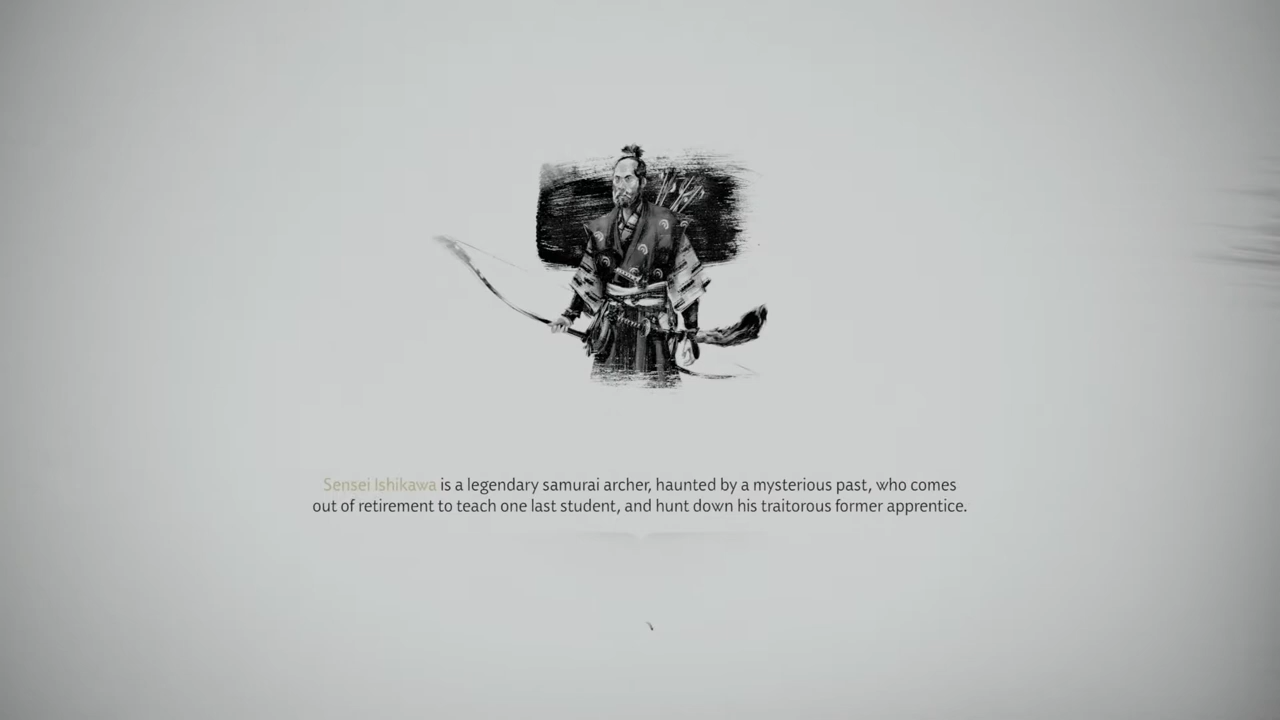 Sensei Ishikawa is a legendary samurai archer, haunted by a mysterious past, who comes
out of retirement to teach one last student, and hunt down his traitorous former apprentice.